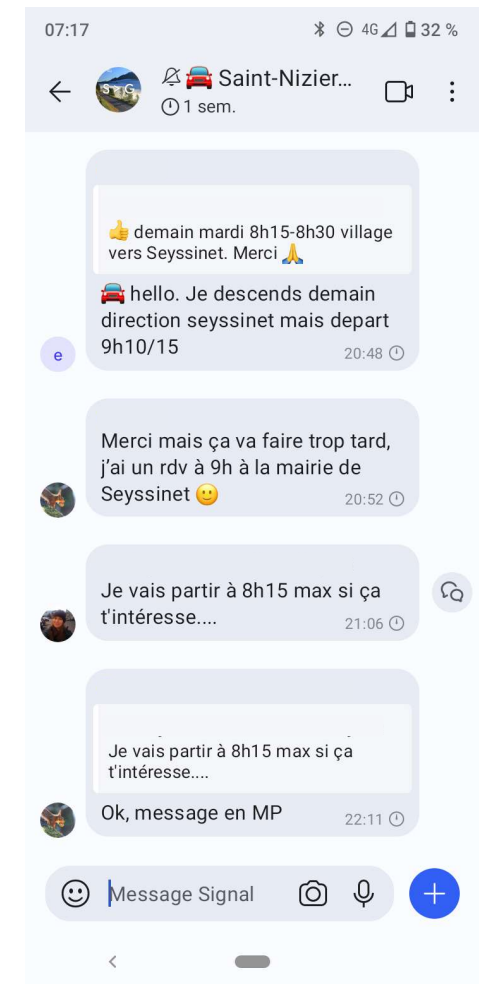 07:17 4G 32 %
S G
🚘 Saint-Nizier...
1 sem.
👍 demain mardi 8h15-8h30 village
vers Seyssinet. Merci 🙏
🚘 hello. Je descends demain
direction seyssinet mais depart
9h10/15
20:48
e
Merci mais ça va faire trop tard,
j'ai un rdv à 9h à la mairie de
Seyssinet 🙂
20:52
Je vais partir à 8h15 max si ça
t'intéresse....
21:06
Je vais partir à 8h15 max si ça
t'intéresse....
Ok, message en MP
22:11
Message Signal